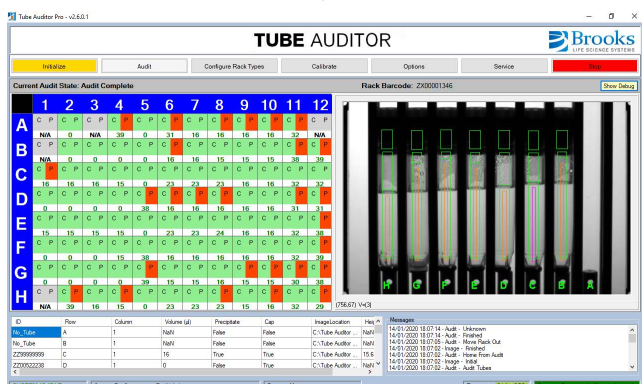 Tube Auditor Pro - v2.6.0.1
TUBE AUDITOR
Brooks
LIFE SCIENCE SYSTEMS
Initialize Audit Configure Rack Types Calibrate Options Service Stop
Current Audit State: Audit Complete Rack Barcode: ZX00001346 Show Debug
1 2 3 4 5 6 7 8 9 10 11 12
A C P C P C P C P C P C P C P C P C P C P C P C P
N/A 0 N/A 39 0 31 16 16 16 16 32 N/A
B C P C P C P C P C P C P C P C P C P C P C P C P
N/A 0 0 0 0 16 16 15 15 15 38 39
C C P C P C P C P C P C P C P C P C P C P C P C P
16 16 16 15 0 23 23 23 16 16 32 32
D C P C P C P C P C P C P C P C P C P C P C P C P
0 0 0 0 38 16 16 16 16 16 31 31
E C P C P C P C P C P C P C P C P C P C P C P C P
15 15 15 15 0 23 23 24 16 16 32 38
F C P C P C P C P C P C P C P C P C P C P C P C P
0 0 0 15 38 16 16 16 16 15 32 38
G C P C P C P C P C P C P C P C P C P C P C P C P
0 0 0 0 39 15 15 16 15 15 30 38
H C P C P C P C P C P C P C P C P C P C P C P C P
N/A 39 16 15 0 23 23 23 15 16 32 29
H G F E D C B A
(756,67) V=(3)
ID Row Column Volume (µl) Precipitate Cap ImageLocation
No_Tube A 1 NaN False False C:\Tube Auditor ... NaN
No_Tube B 1 NaN False False C:\Tube Auditor ... NaN
ZZ99999999 C 1 16 True True C:\Tube Auditor ... 15.6
ZZ00522238 D 1 0 False True C:\Tube Auditor ... NaN
Messages
14/01/2020 18:07:14 - Audit - Unknown
14/01/2020 18:07:14 - Audit - Finished
14/01/2020 18:07:05 - Audit - Move Rack Out
14/01/2020 18:07:02 - Image - Finished
14/01/2020 18:07:02 - Audit - Home From Audit
14/01/2020 18:07:02 - Image - Initial
14/01/2020 18:07:02 - Audit - Audit Tubes